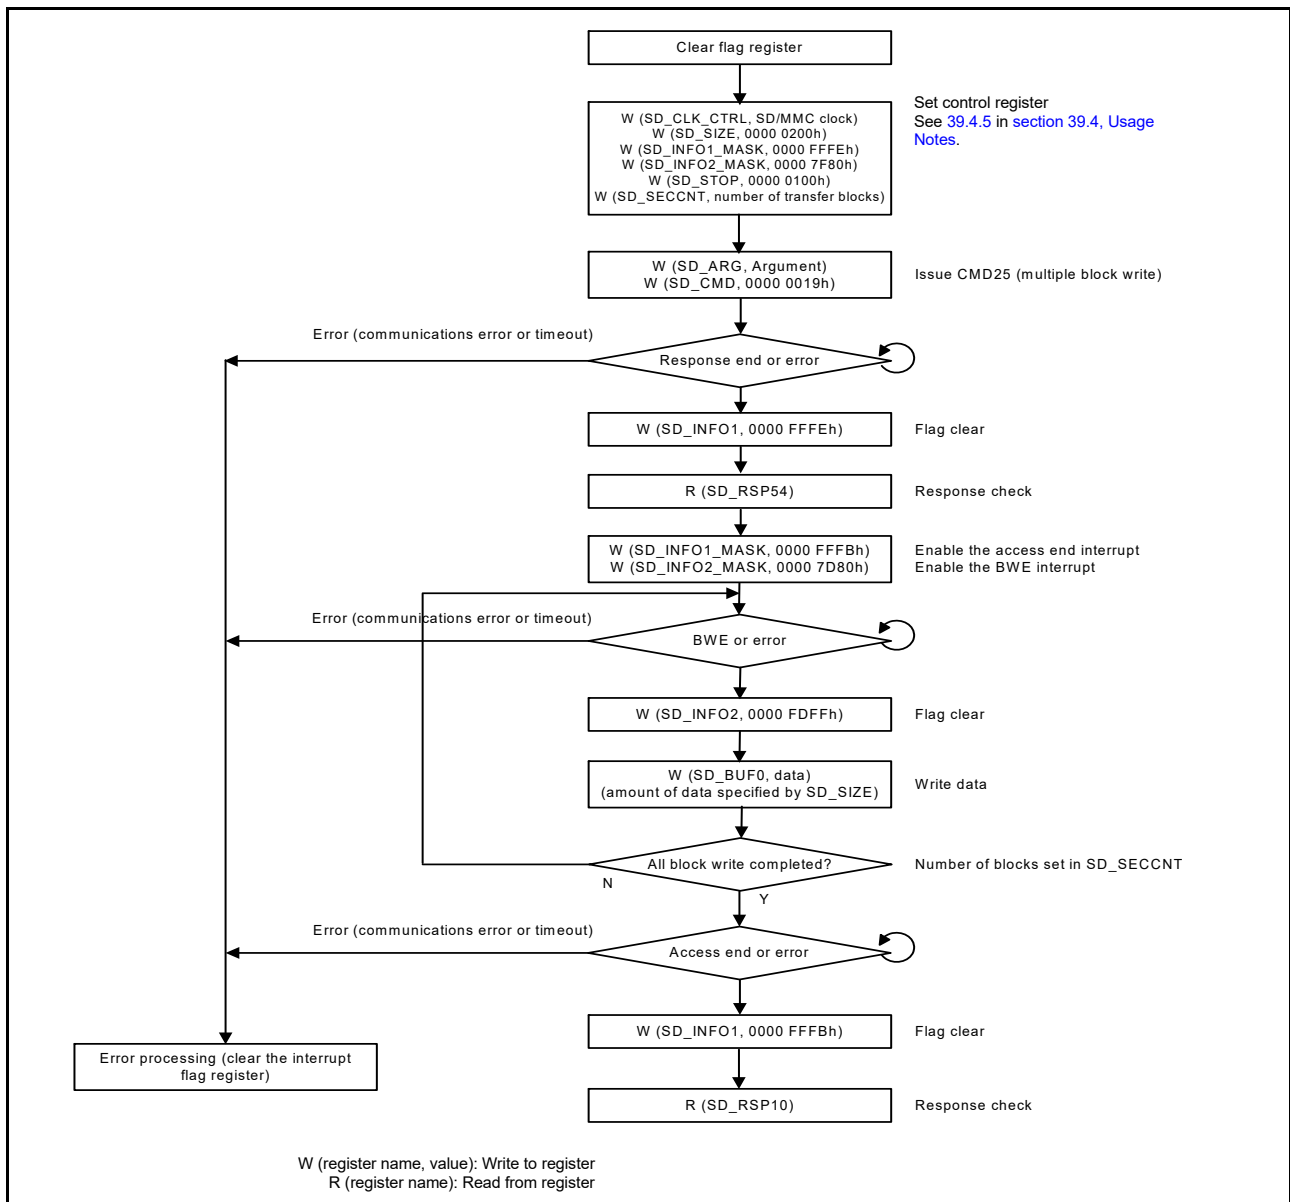 Clear flag register
W (SD_CLK_CTRL, SD/MMC clock)
W (SD_SIZE, 0000 0200h)
W (SD_INFO1_MASK, 0000 FFFEh)
W (SD_INFO2_MASK, 0000 7F80h)
W (SD_STOP, 0000 0100h)
W (SD_SECCNT, number of transfer blocks)
Set control register
See 39.4.5 in section 39.4, Usage
Notes.
W (SD_ARG, Argument)
W (SD_CMD, 0000 0019h)
Issue CMD25 (multiple block write)
Error (communications error or timeout)
Response end or error
W (SD_INFO1, 0000 FFFEh)
Flag clear
R (SD_RSP54)
Response check
W (SD_INFO1_MASK, 0000 FFFBh)
W (SD_INFO2_MASK, 0000 7D80h)
Enable the access end interrupt
Enable the BWE interrupt
Error (communications error or timeout)
BWE or error
W (SD_INFO2, 0000 FDFFh)
Flag clear
W (SD_BUF0, data)
(amount of data specified by SD_SIZE)
Write data
All block write completed?
Number of blocks set in SD_SECCNT
N
Y
Error (communications error or timeout)
Access end or error
W (SD_INFO1, 0000 FFFBh)
Flag clear
Error processing (clear the interrupt
flag register)
R (SD_RSP10)
Response check
W (register name, value): Write to register
R (register name): Read from register